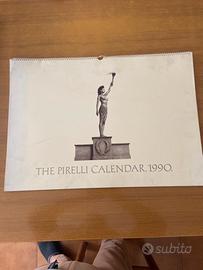 THE PIRELLI CALENDAR. 1990.
subito